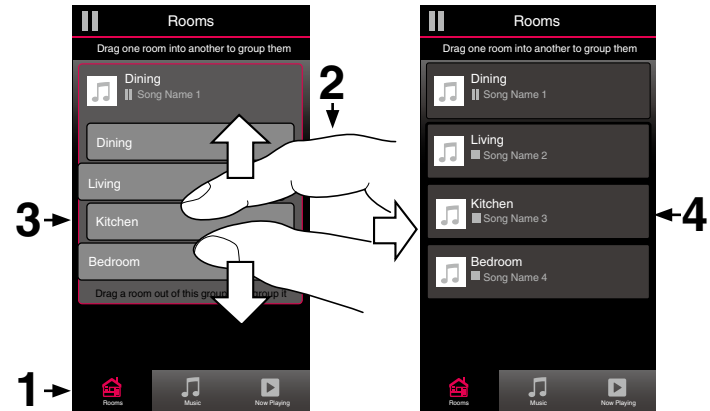 Rooms
Drag one room into another to group them
Dining
Song Name 1
Dining
Living
Kitchen
Bedroom
Drag a room out of this group it
Rooms
Music
Now Playing
1
2
3
Rooms
Drag one room into another to group them
Dining
Song Name 1
Living
Song Name 2
Kitchen
Song Name 3
Bedroom
Song Name 4
Rooms
Music
Now Playing
4